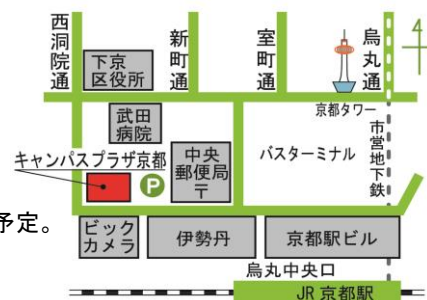 西洞院通
新町通
室町通
烏丸通
4
下京
区役所
京都タワー
武田
病院
市営地下鉄
キャンパスプラザ京都
P
中央
郵便局
〒
バスターミナル
予定。
ビック
カメラ
伊勢丹
京都駅ビル
烏丸中央口
JR 京都駅